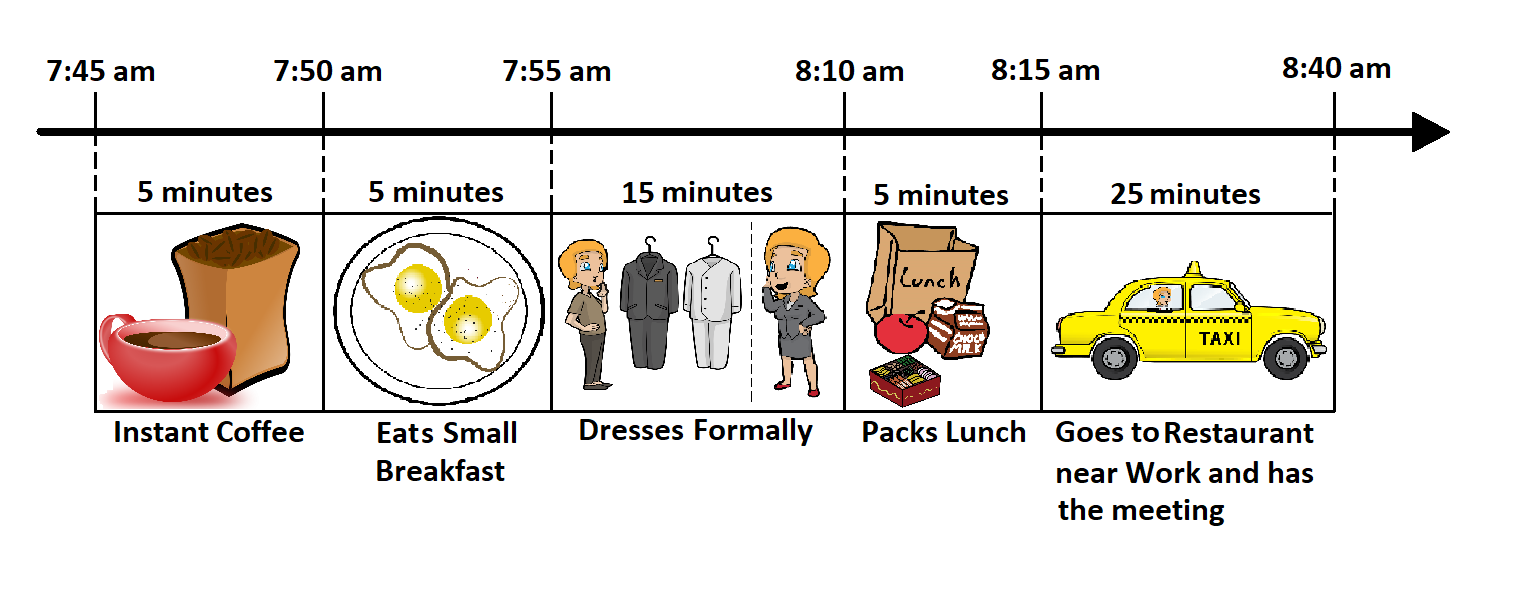 7:45 am 7:50 am 7:55 am 8:10 am 8:15 am 8:40 am
5 minutes 5 minutes 15 minutes 5 minutes 25 minutes
Lunch
CHOCO
MILK
TAXI
Instant Coffee
Eats Small
Breakfast
Dresses Formally
Packs Lunch
Goes to Restaurant
near Work and has
the meeting